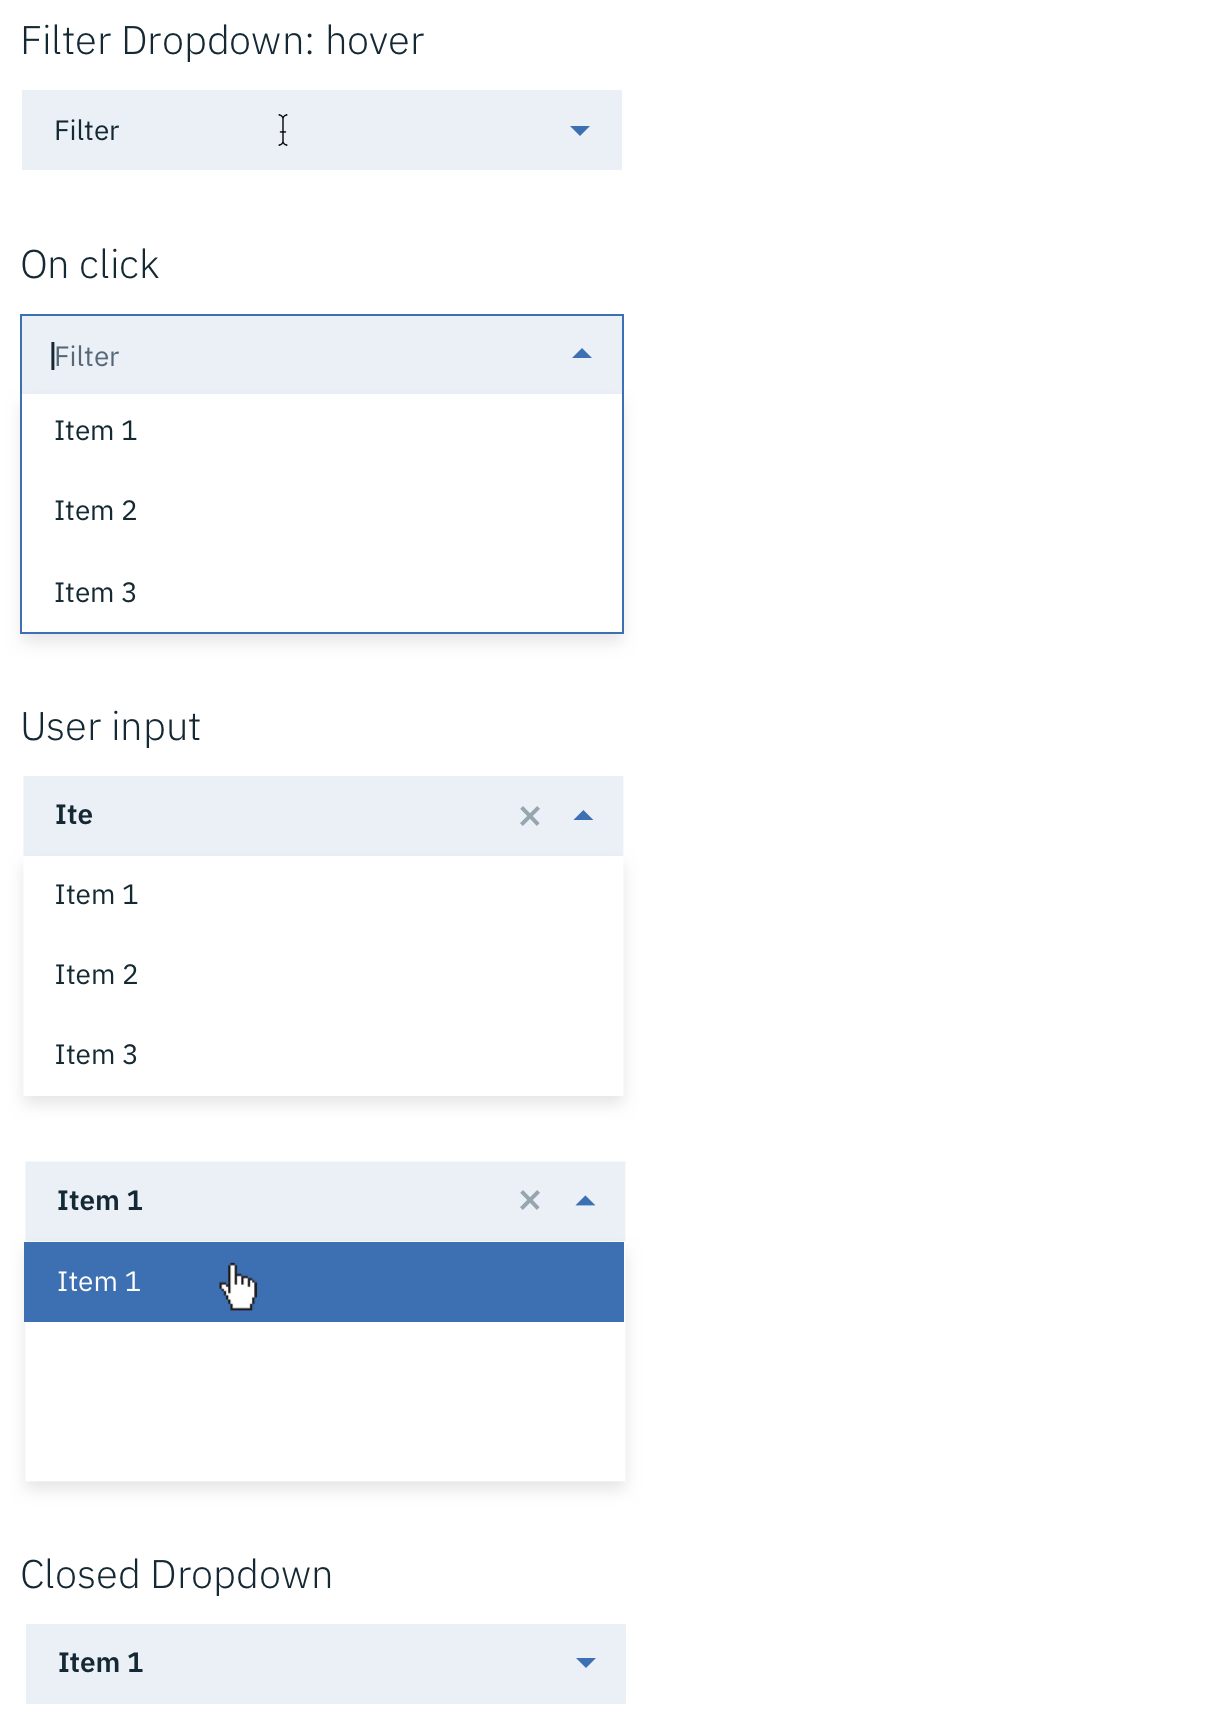 Filter Dropdown: hover
Filter
On click
Filter
Item 1
Item 2
Item 3
User input
Ite
Item 1
Item 2
Item 3
Item 1
Item 1
Closed Dropdown
Item 1